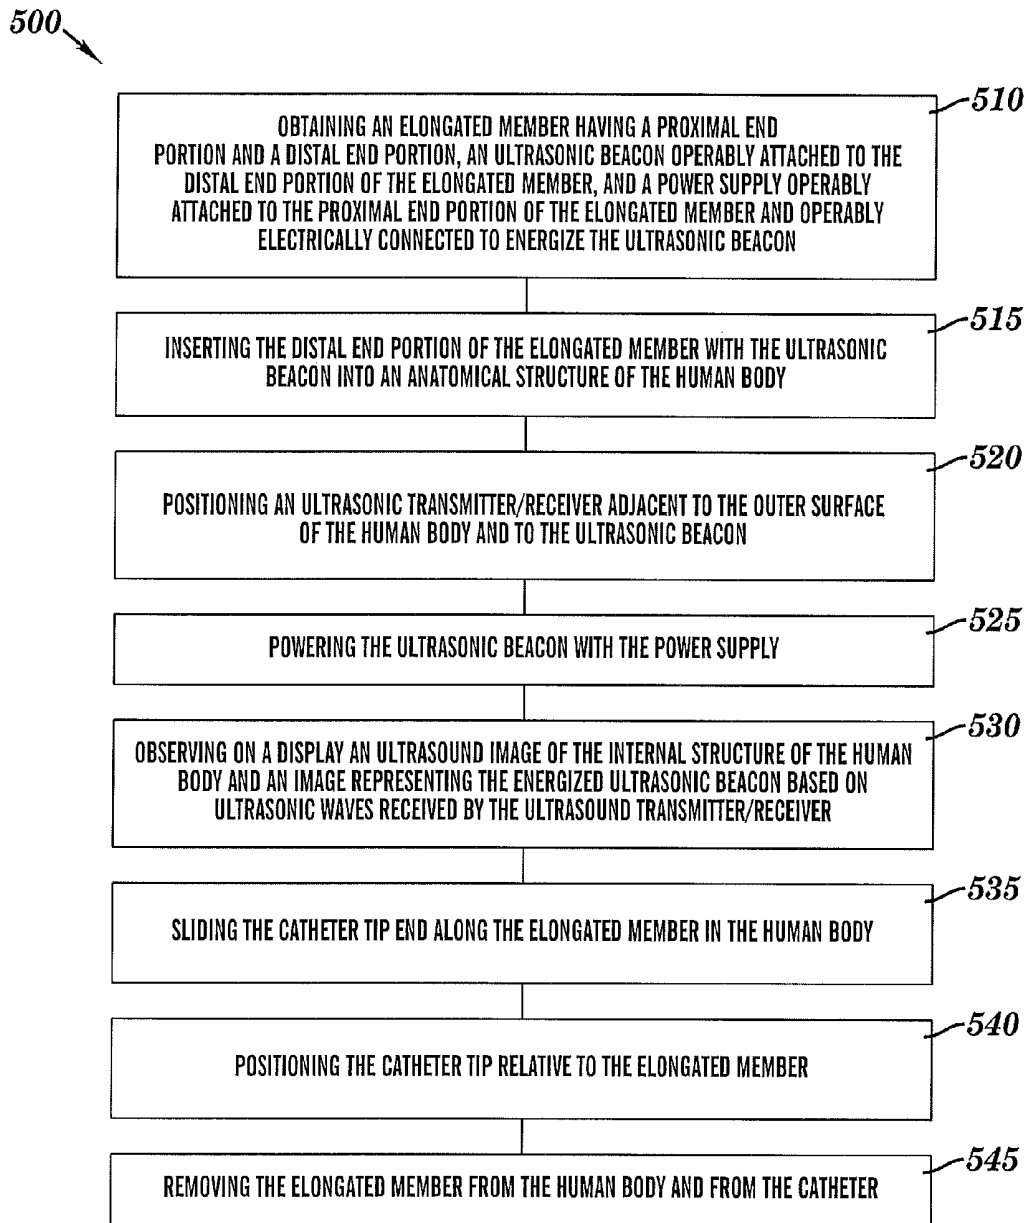 500
510
OBTAINING AN ELONGATED MEMBER HAVING A PROXIMAL END
PORTION AND A DISTAL END PORTION, AN ULTRASONIC BEACON OPERABLY ATTACHED TO THE
DISTAL END PORTION OF THE ELONGATED MEMBER, AND A POWER SUPPLY OPERABLY
ATTACHED TO THE PROXIMAL END PORTION OF THE ELONGATED MEMBER AND OPERABLY
ELECTRICALLY CONNECTED TO ENERGIZE THE ULTRASONIC BEACON
515
INSERTING THE DISTAL END PORTION OF THE ELONGATED MEMBER WITH THE ULTRASONIC
BEACON INTO AN ANATOMICAL STRUCTURE OF THE HUMAN BODY
520
POSITIONING AN ULTRASONIC TRANSMITTER/RECEIVER ADJACENT TO THE OUTER SURFACE
OF THE HUMAN BODY AND TO THE ULTRASONIC BEACON
525
POWERING THE ULTRASONIC BEACON WITH THE POWER SUPPLY
530
OBSERVING ON A DISPLAY AN ULTRASOUND IMAGE OF THE INTERNAL STRUCTURE OF THE HUMAN
BODY AND AN IMAGE REPRESENTING THE ENERGIZED ULTRASONIC BEACON BASED ON
ULTRASONIC WAVES RECEIVED BY THE ULTRASOUND TRANSMITTER/RECEIVER
535
SLIDING THE CATHETER TIP END ALONG THE ELONGATED MEMBER IN THE HUMAN BODY
540
POSITIONING THE CATHETER TIP RELATIVE TO THE ELONGATED MEMBER
545
REMOVING THE ELONGATED MEMBER FROM THE HUMAN BODY AND FROM THE CATHETER